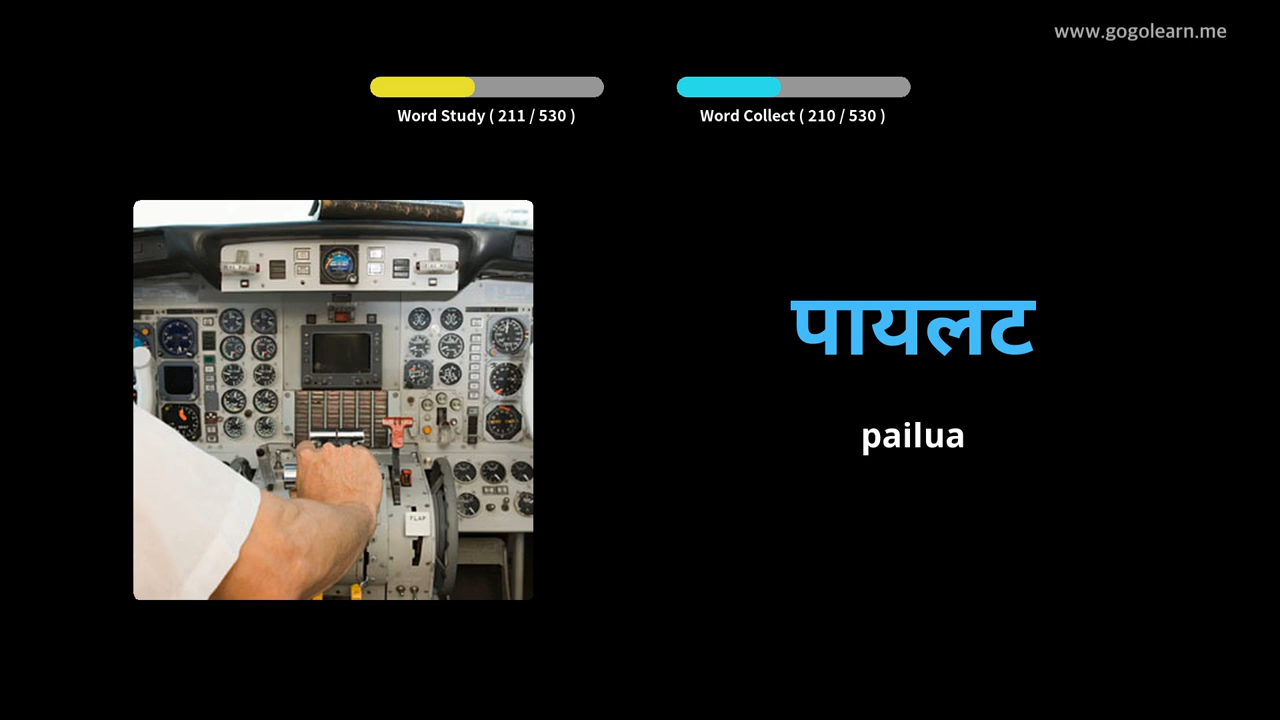 www.gogolearn.me
Word Study ( 211 / 530 )
Word Collect ( 210 / 530 )
पायलट
pailua
FLAP